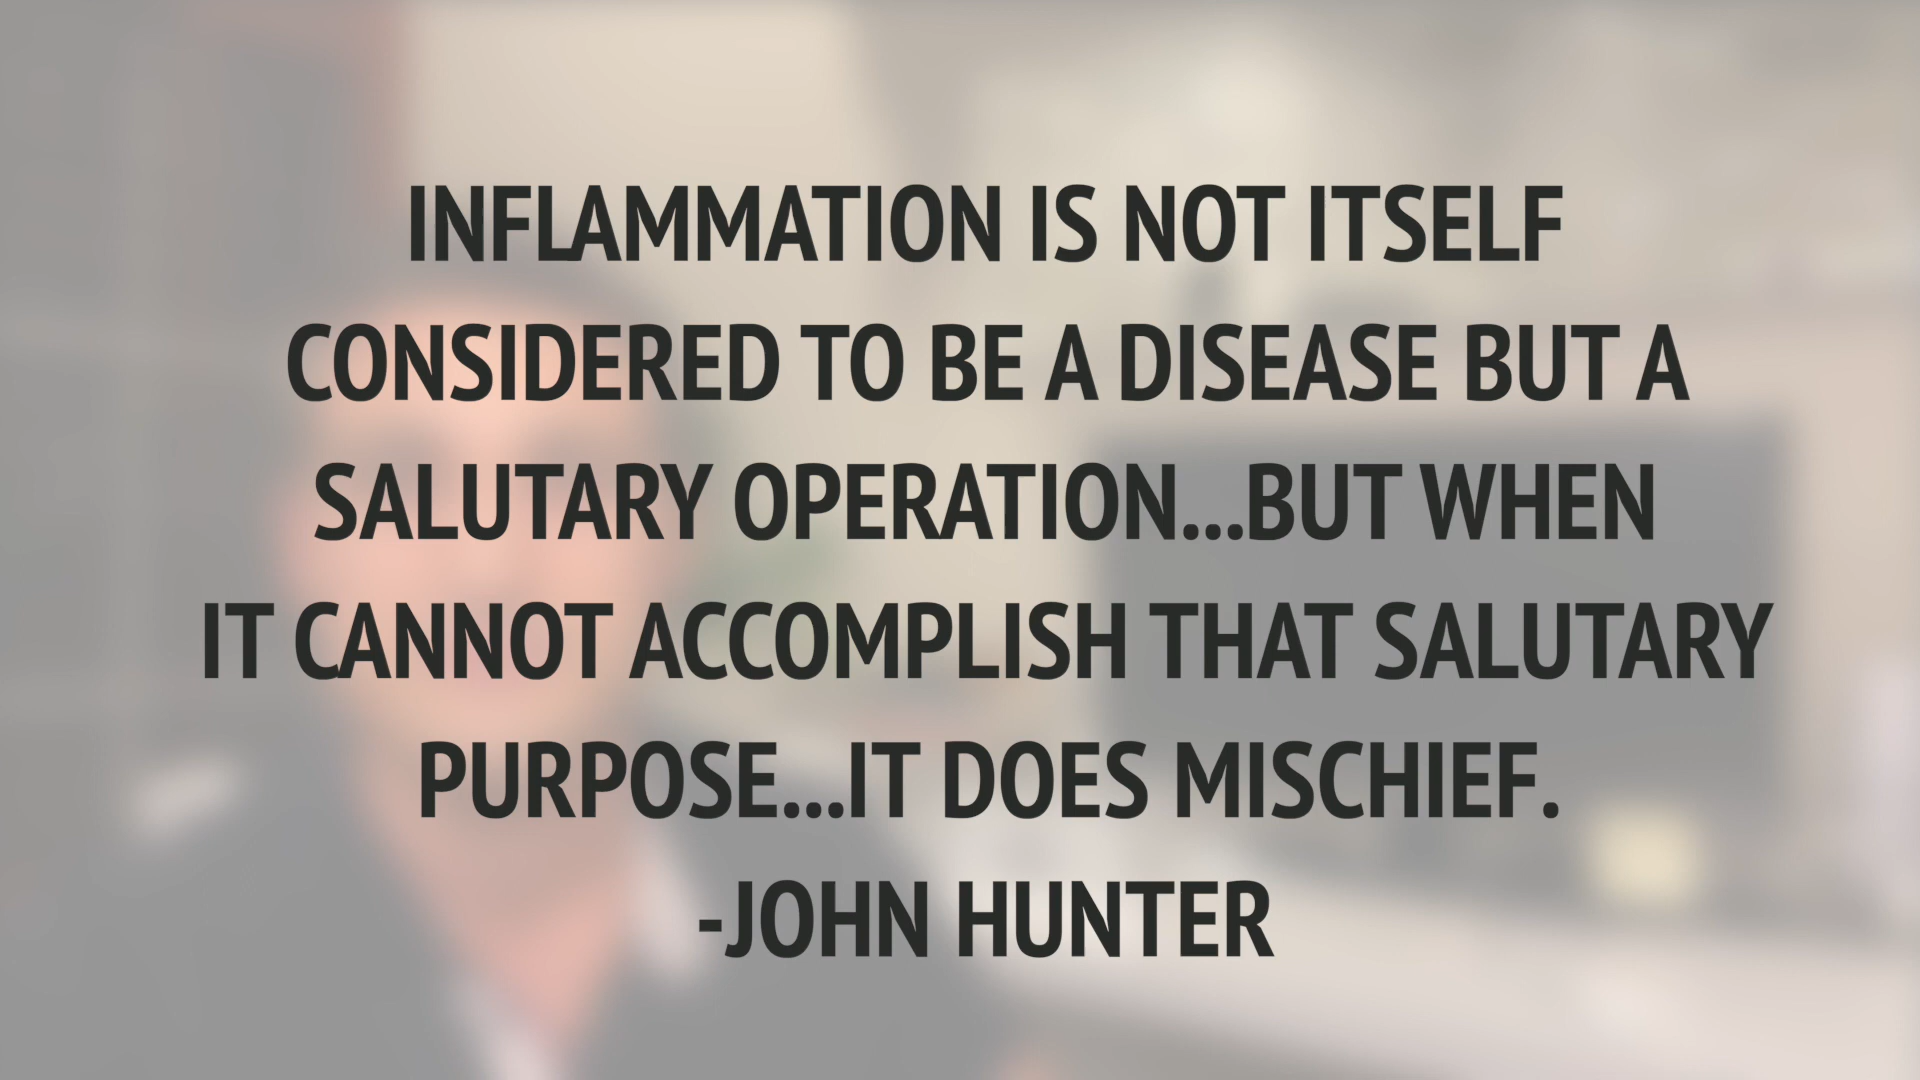 INFLAMMATION IS NOT ITSELF
CONSIDERED TO BE A DISEASE BUT A
SALUTARY OPERATION...BUT WHEN
IT CANNOT ACCOMPLISH THAT SALUTARY
PURPOSE...IT DOES MISCHIEF.
-JOHN HUNTER